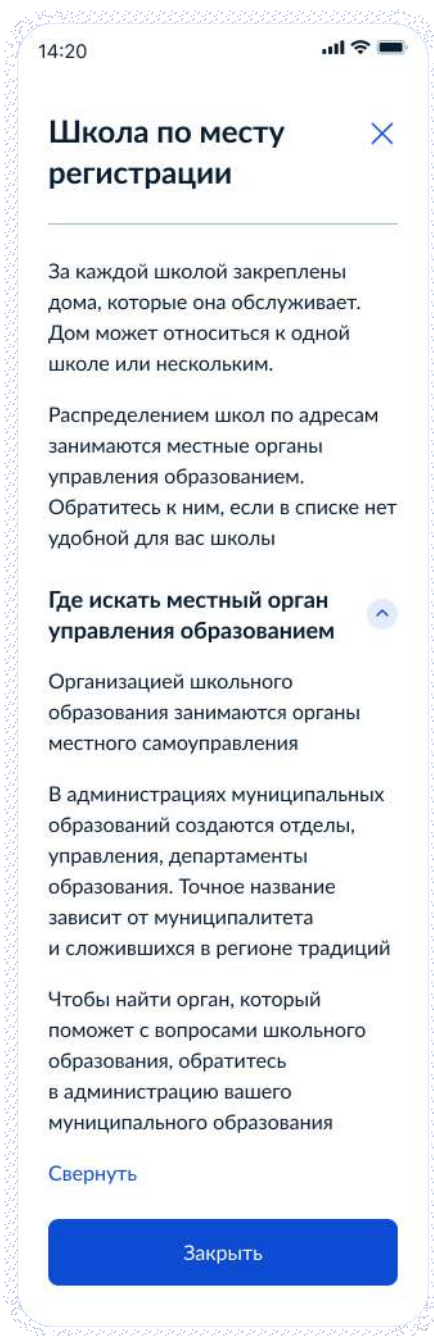 14:20
Школа по месту
регистрации
За каждой школой закреплены
дома, которые она обслуживает.
Дом может относиться к одной
школе или нескольким.
Распределением школ по адресам
занимаются местные органы
управления образованием.
Обратитесь к ним, если в списке нет
удобной для вас школы
Где искать местный орган
управления образованием
Организацией школьного
образования занимаются органы
местного самоуправления
В администрациях муниципальных
образований создаются отделы,
управления, департаменты
образования. Точное название
зависит от муниципалитета
и сложившихся в регионе традиций
Чтобы найти орган, который
поможет с вопросами школьного
образования, обратитесь
в администрацию вашего
муниципального образования
Свернуть
Закрыть